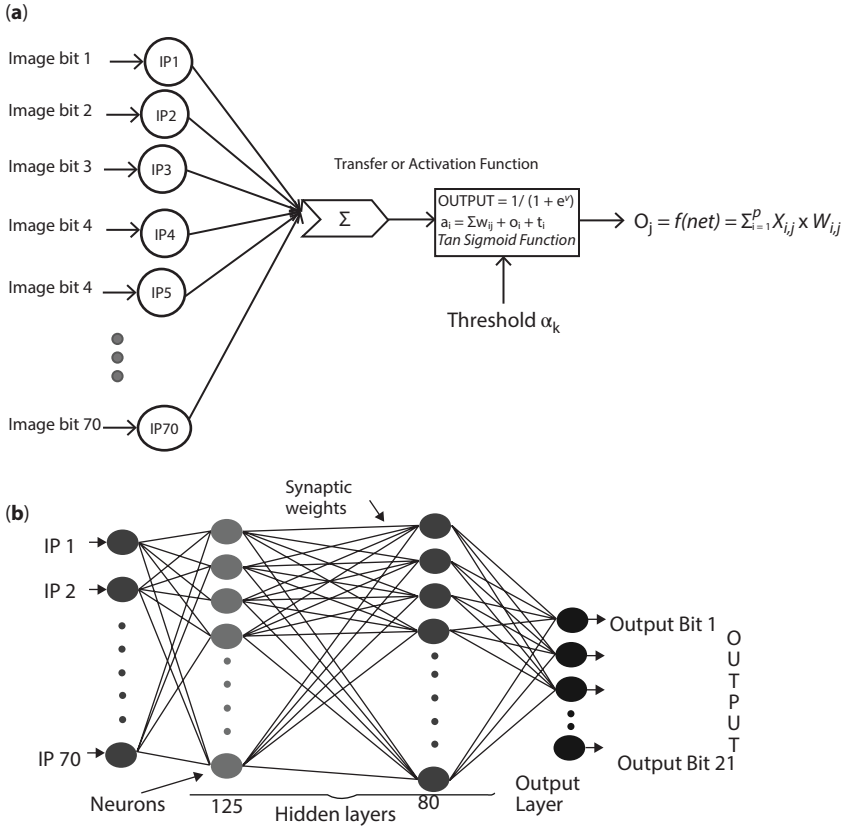 (a)
Image bit 1
IP1
Image bit 2
IP2
Image bit 3
IP3
Image bit 4
IP4
Image bit 4
IP5
Image bit 70
IP70
Σ
Transfer or Activation Function
OUTPUT = 1/ (1 + e^v)
a_i = Σw_ij + o_i + t_i
Tan Sigmoid Function
Threshold α_k
O_j = f(net) = Σ_{i=1}^{p} X_{i,j} x W_{i,j}
(b)
Synaptic
weights
IP 1
IP 2
IP 70
Neurons
125
Hidden layers
80
Output
Layer
Output Bit 1
Output Bit 21
OUTPUT